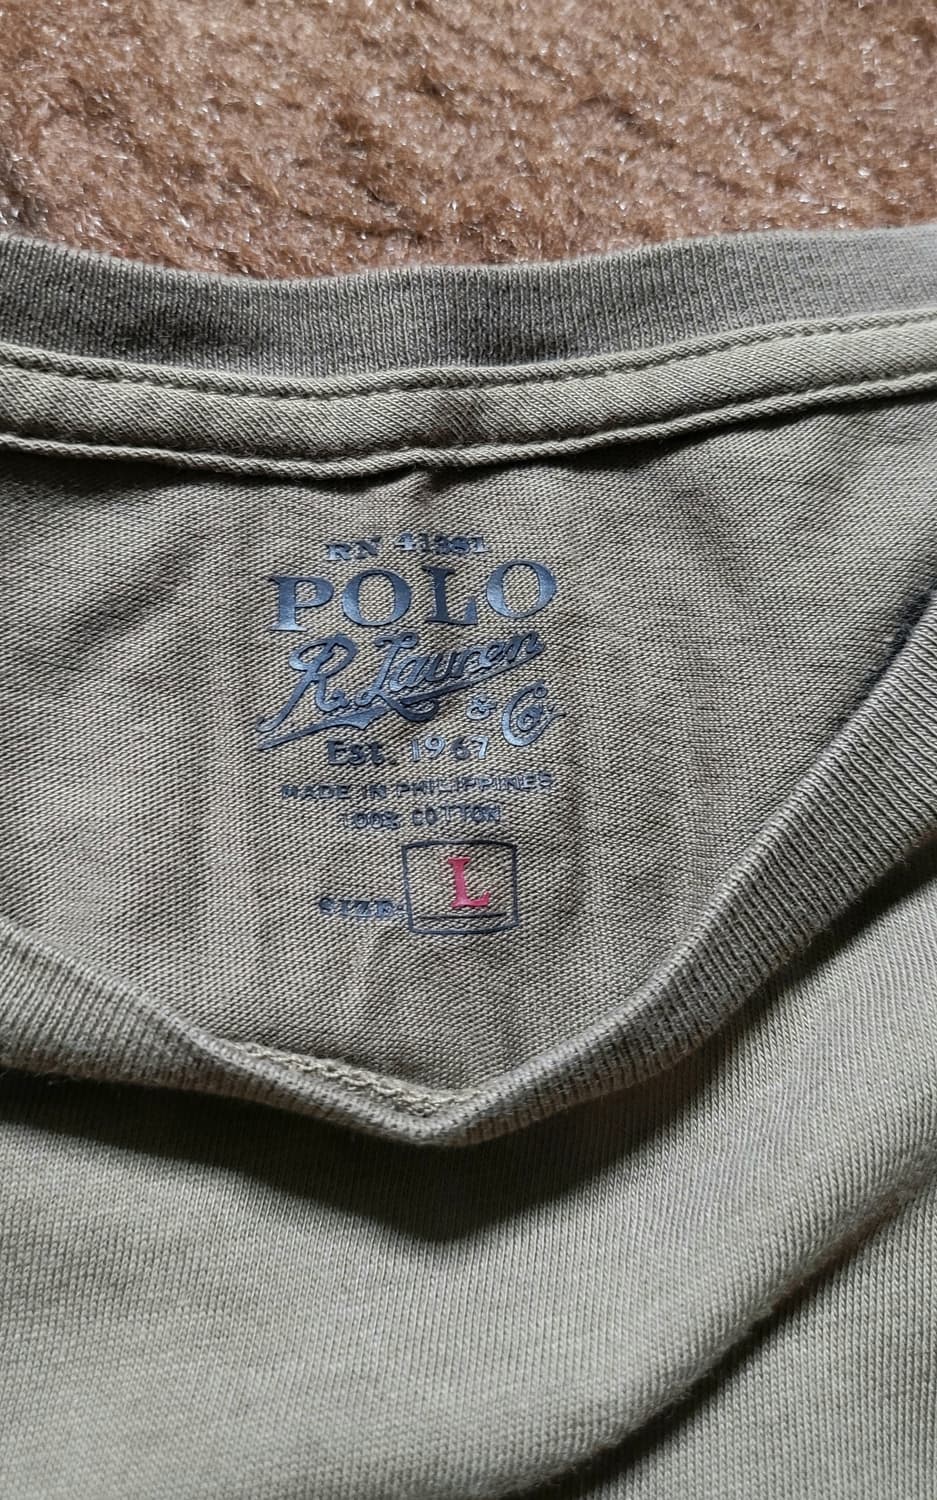 RN 41381
POLO
R. Lauren
& Co
Est. 1967
MADE IN PHILIPPINES
100% COTTON
SIZE: L